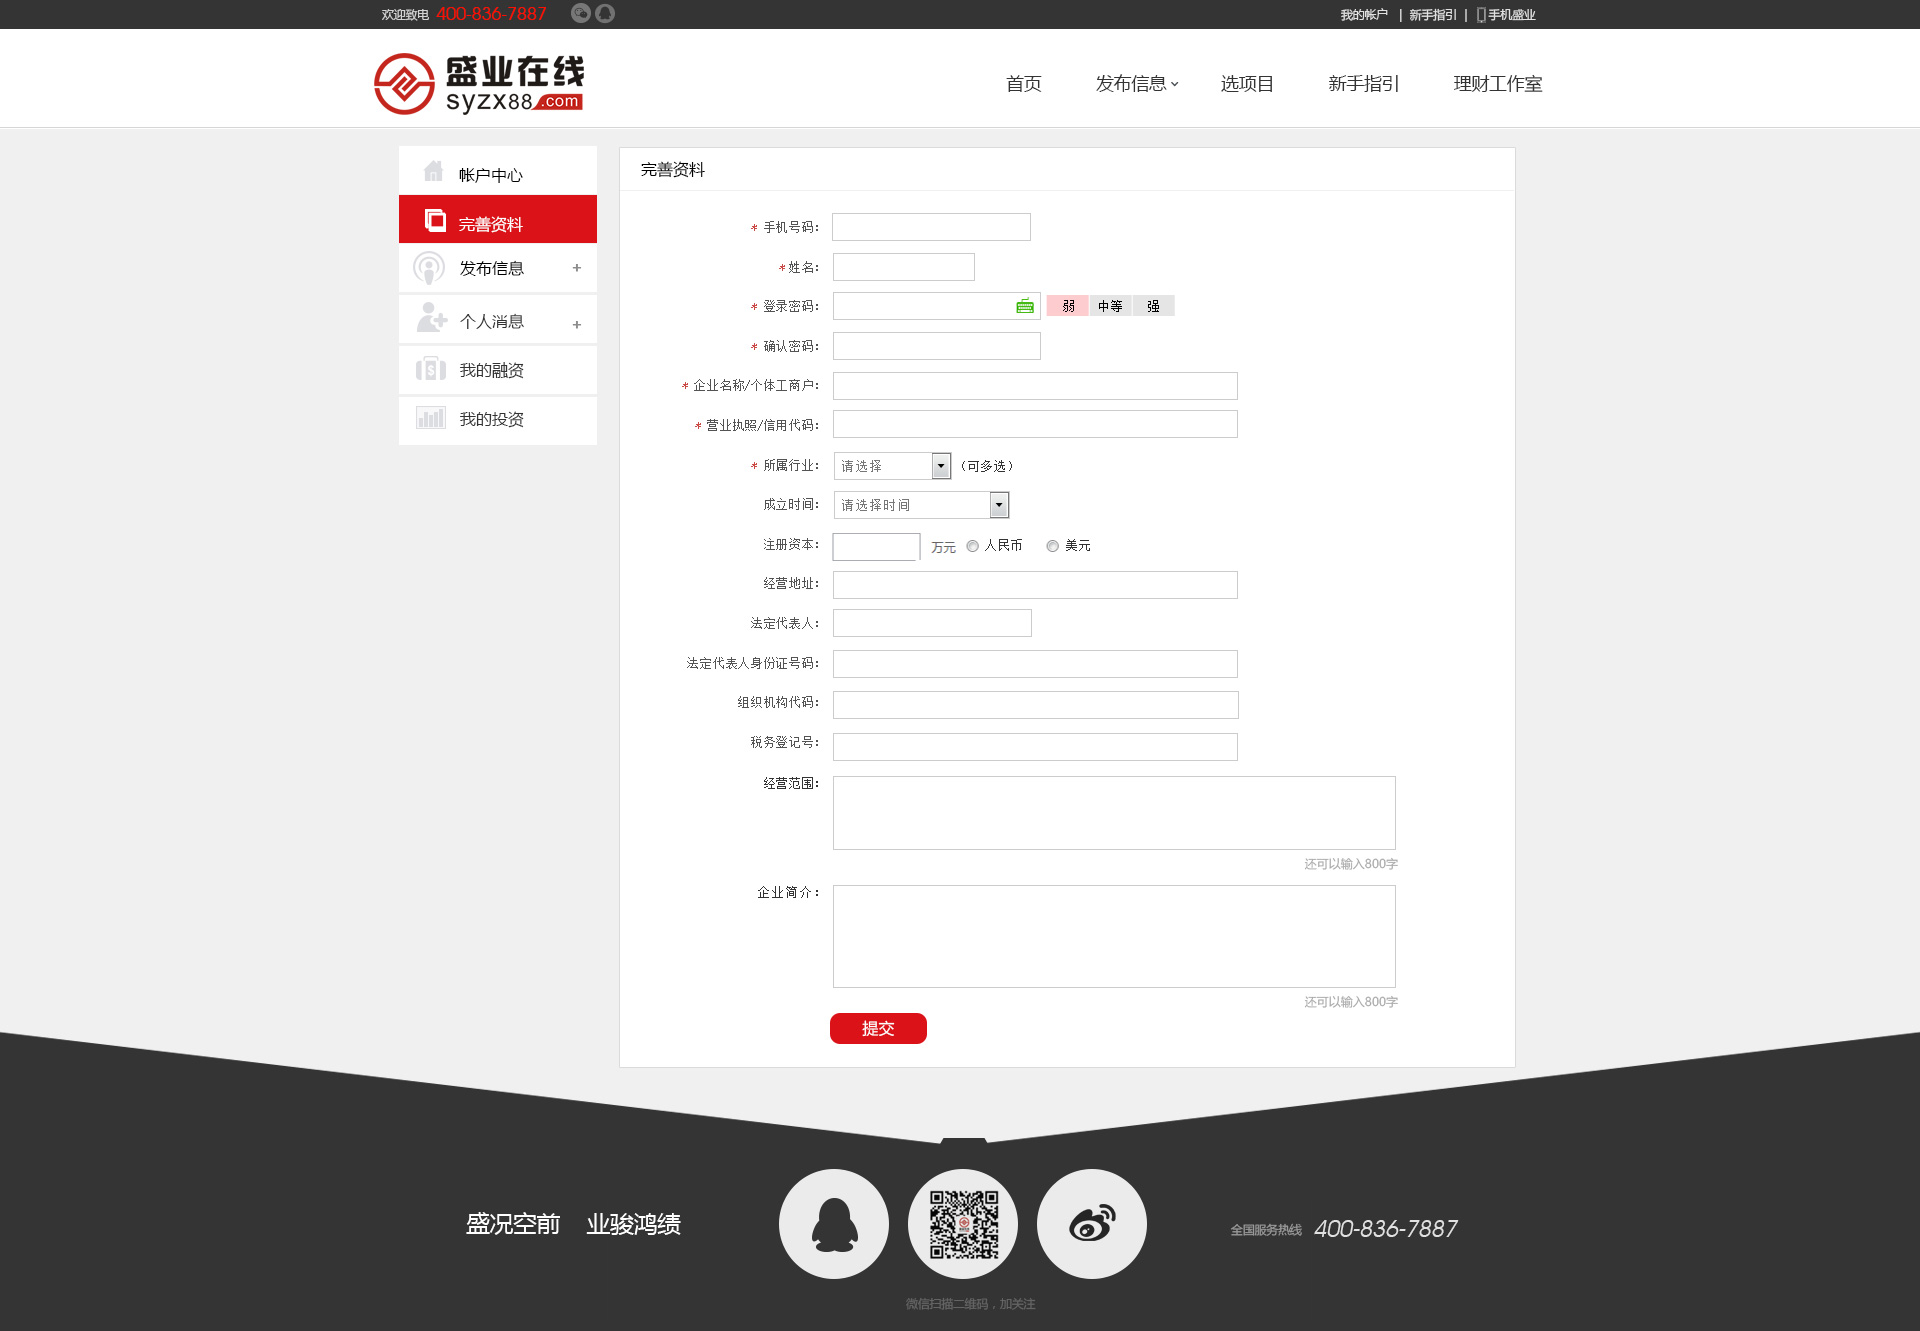 欢迎致电 400-836-7887
我的帐户 | 新手指引 | 手机盛业
盛业在线
syzx88.com
首页 发布信息 选项目 新手指引 理财工作室
帐户中心
完善资料
发布信息 +
个人消息 +
我的融资
我的投资
完善资料
* 手机号码：
* 姓名：
* 登录密码： 弱 中等 强
* 确认密码：
* 企业名称/个体工商户：
* 营业执照/信用代码：
* 所属行业： 请选择 （可多选）
成立时间： 请选择时间
注册资本： 万元 人民币 美元
经营地址：
法定代表人：
法定代表人身份证号码：
组织机构代码：
税务登记号：
经营范围：
还可以输入800字
企业简介：
还可以输入800字
提交
盛况空前 业骏鸿绩
全国服务热线 400-836-7887
微信扫描二维码，加关注